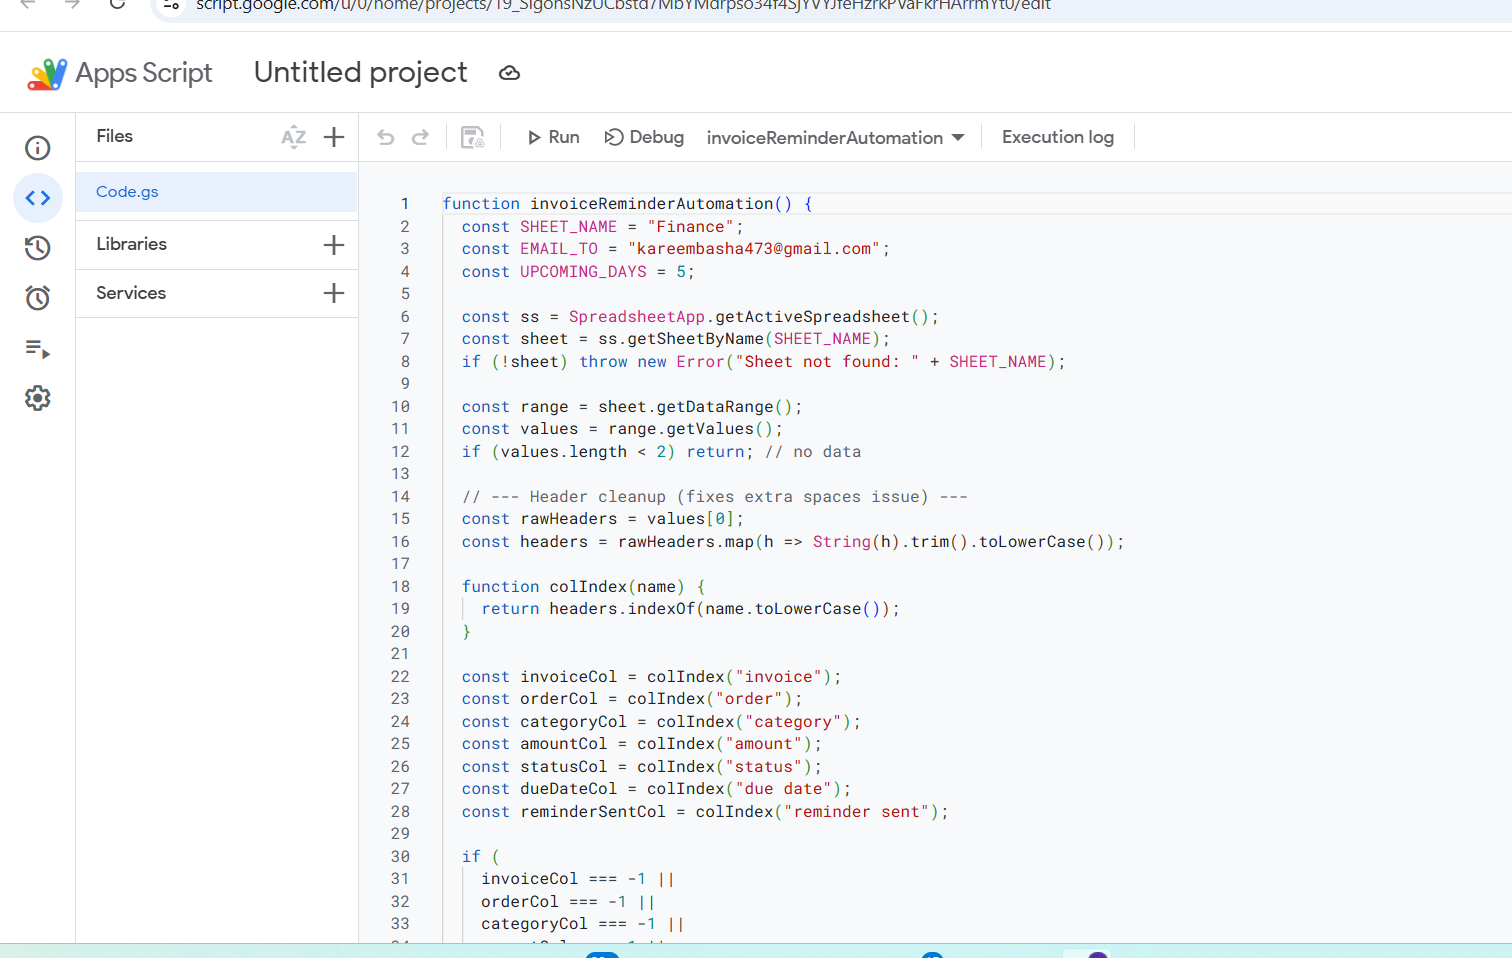 Apps Script
Untitled project
Files
AZ
Run
Debug
invoiceReminderAutomation
Execution log
Code.gs
Libraries
Services
1 function invoiceReminderAutomation() {
2 const SHEET_NAME = "Finance";
3 const EMAIL_TO = "kareembasha473@gmail.com";
4 const UPCOMING_DAYS = 5;
5
6 const ss = SpreadsheetApp.getActiveSpreadsheet();
7 const sheet = ss.getSheetByName(SHEET_NAME);
8 if (!sheet) throw new Error("Sheet not found: " + SHEET_NAME);
9
10 const range = sheet.getDataRange();
11 const values = range.getValues();
12 if (values.length < 2) return; // no data
13
14 // --- Header cleanup (fixes extra spaces issue) ---
15 const rawHeaders = values[0];
16 const headers = rawHeaders.map(h => String(h).trim().toLowerCase());
17
18 function colIndex(name) {
19 return headers.indexOf(name.toLowerCase());
20 }
21
22 const invoiceCol = colIndex("invoice");
23 const orderCol = colIndex("order");
24 const categoryCol = colIndex("category");
25 const amountCol = colIndex("amount");
26 const statusCol = colIndex("status");
27 const dueDateCol = colIndex("due date");
28 const reminderSentCol = colIndex("reminder sent");
29
30 if (
31 invoiceCol === -1 ||
32 orderCol === -1 ||
33 categoryCol === -1 ||